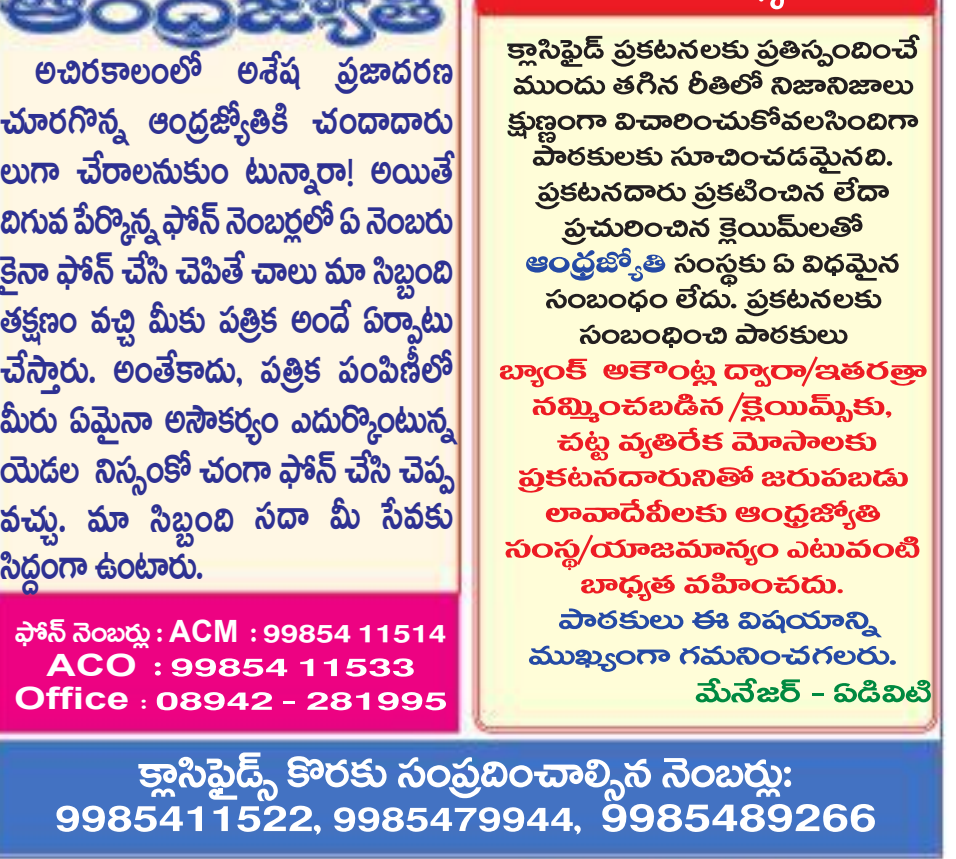 ఆంధ్రజ్యోతి
అచిరకాలంలో అశేష ప్రజాదరణ
చూరగొన్న ఆంధ్రజ్యోతికి చందాదారు
లుగా చేరాలనుకుం టున్నారా! అయితే
దిగువ పేర్కొన్న ఫోన్ నెంబర్లలో ఏ నెంబరు
కైనా ఫోన్ చేసి చెపితే చాలు మా సిబ్బంది
తక్షణం వచ్చి మీకు పత్రిక అందే ఏర్పాటు
చేస్తారు. అంతేకాదు, పత్రిక పంపిణీలో
మీరు ఏమైనా అసౌకర్యం ఎదుర్కొంటున్న
యెడల నిస్సంకో చంగా ఫోన్ చేసి చెప్ప
వచ్చు. మా సిబ్బంది సదా మీ సేవకు
సిద్దంగా ఉంటారు.
ఫోన్ నెంబర్లు : ACM : 99854 11514
ACO : 99854 11533
Office : 08942 - 281995
క్లాసిఫైడ్ ప్రకటనలకు ప్రతిస్పందించే
ముందు తగిన రీతిలో నిజానిజాలు
క్షుణ్ణంగా విచారించుకోవలసిందిగా
పాఠకులకు సూచించడమైనది.
ప్రకటనదారు ప్రకటించిన లేదా
ప్రచురించిన క్లెయిమ్‌లతో
ఆంధ్రజ్యోతి సంస్థకు ఏ విధమైన
సంబంధం లేదు. ప్రకటనలకు
సంబంధించి పాఠకులు
బ్యాంక్ అకౌంట్ల ద్వారా/ఇతరత్రా
నమ్మించబడిన /క్లెయిమ్స్‌కు,
చట్ట వ్యతిరేక మోసాలకు
ప్రకటనదారునితో జరుపబడు
లావాదేవీలకు ఆంధ్రజ్యోతి
సంస్థ/యాజమాన్యం ఎటువంటి
బాధ్యత వహించదు.
పాఠకులు ఈ విషయాన్ని
ముఖ్యంగా గమనించగలరు.
మేనేజర్ - ఏడివిటి
క్లాసిఫైడ్స్ కొరకు సంప్రదించాల్సిన నెంబర్లు:
9985411522, 9985479944, 9985489266